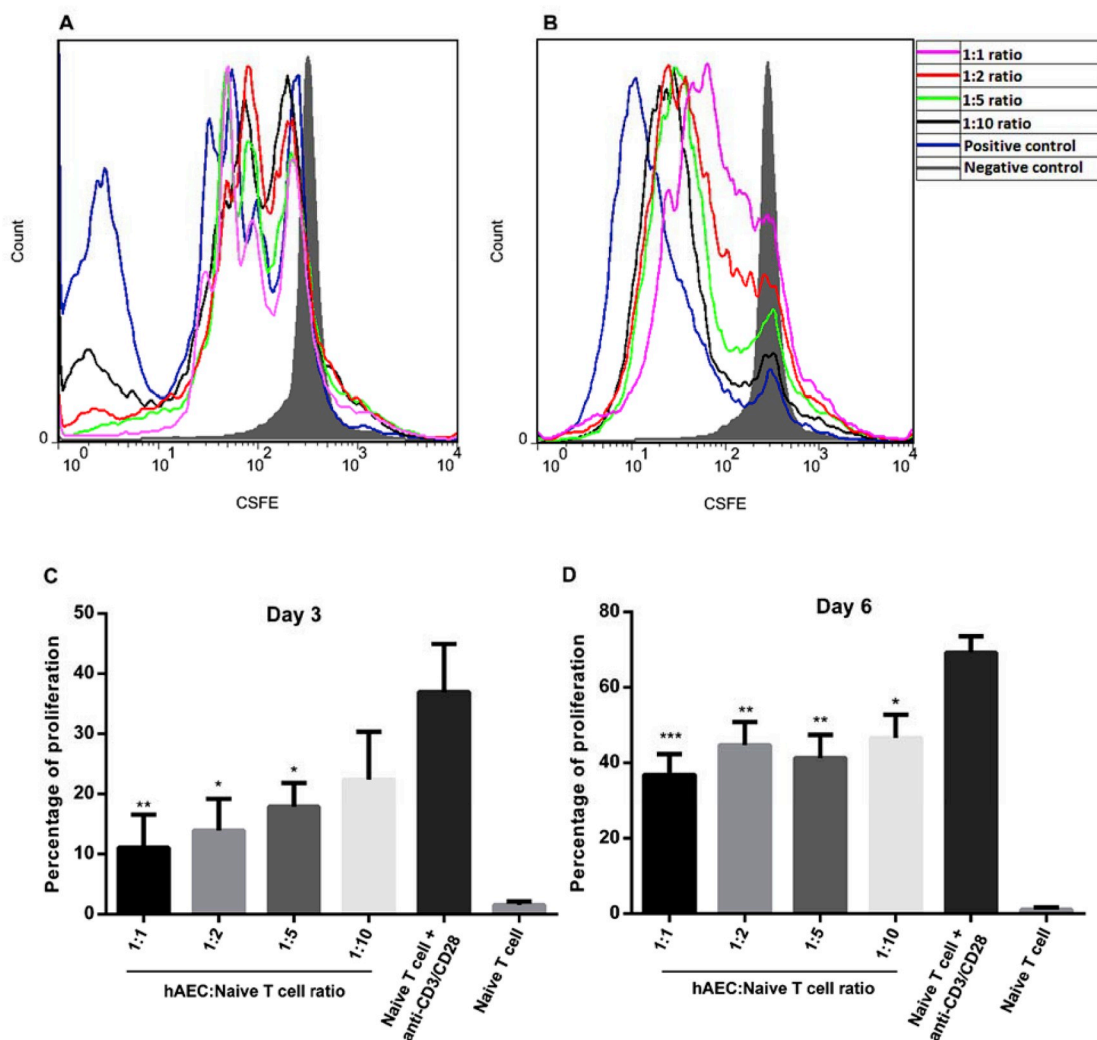 A
B
Count
0
10 0
10 1
10 2
10 3
10 4
CSFE
Count
0
10 0
10 1
10 2
10 3
10 4
CSFE
1:1 ratio
1:2 ratio
1:5 ratio
1:10 ratio
Positive control
Negative control
C
Day 3
Percentage of proliferation
50
40
30
20
10
0
**
*
*
1:1
1:2
1:5
1:10
hAEC:Naive T cell ratio
Naive T cell +
anti-CD3/CD28
Naive T cell
D
Day 6
Percentage of proliferation
80
60
40
20
0
***
**
**
*
1:1
1:2
1:5
1:10
hAEC:Naive T cell ratio
Naive T cell +
anti-CD3/CD28
Naive T cell